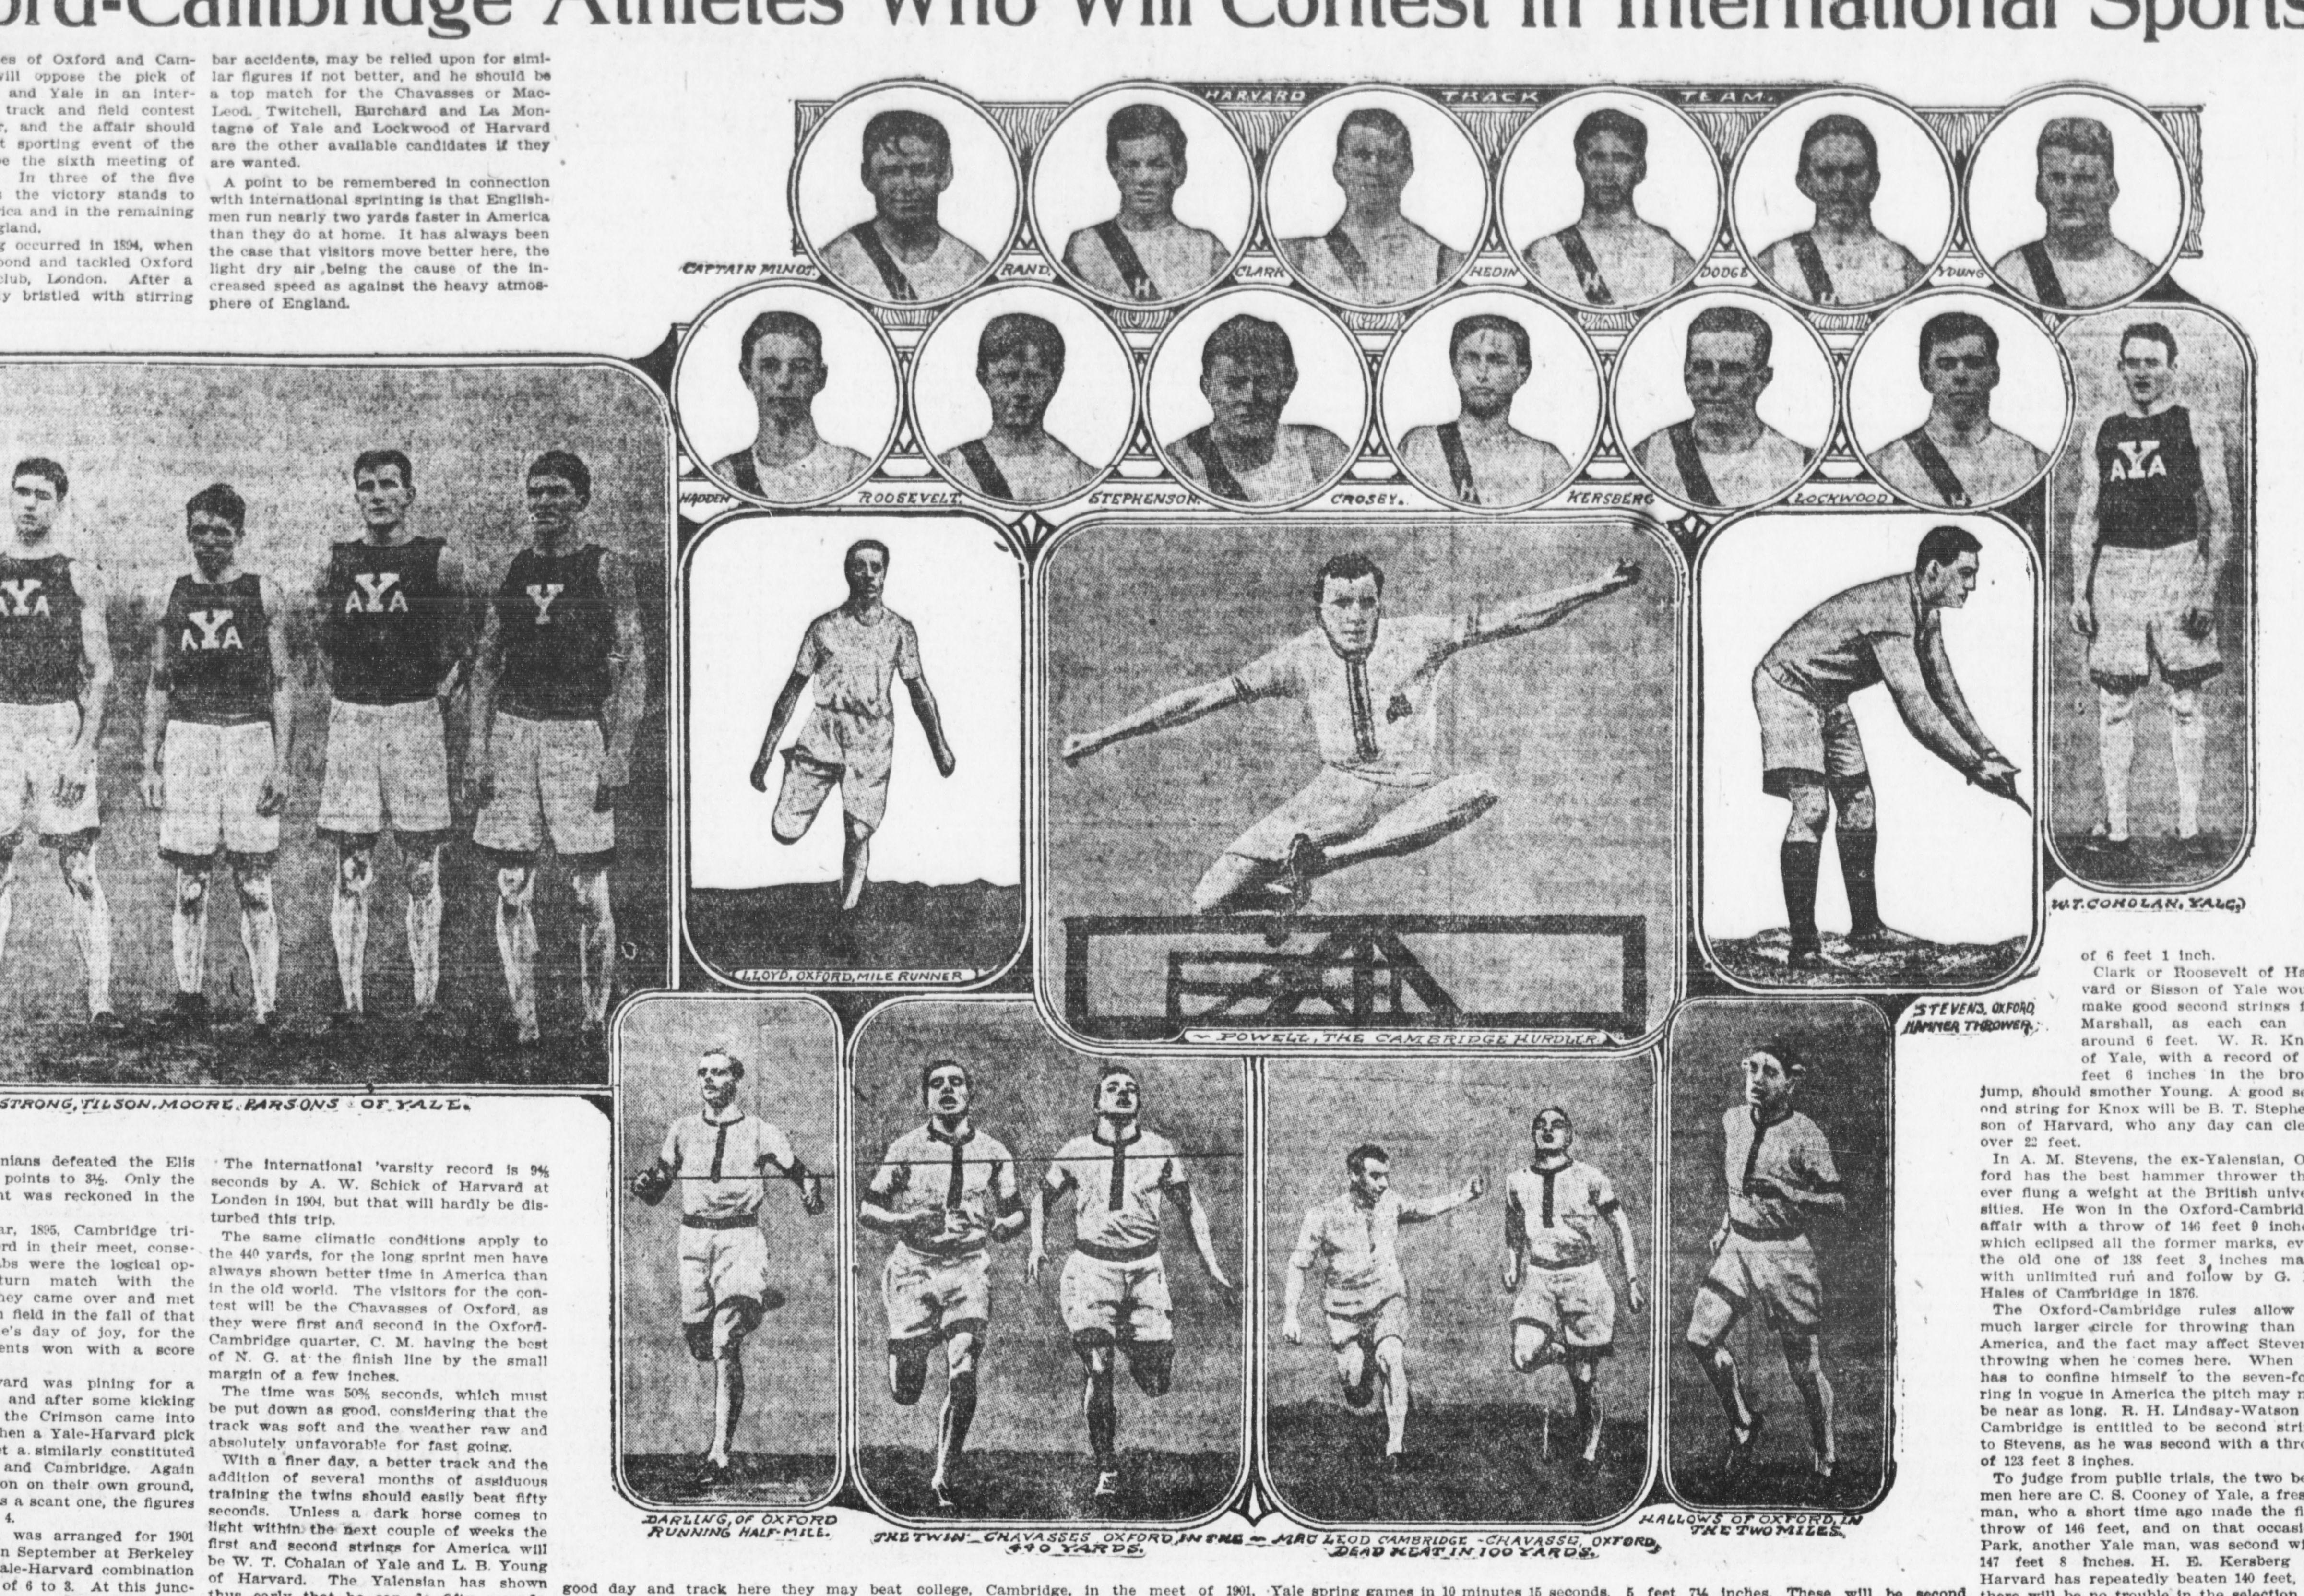 ord-Cambridge Athletes Who Will Contest in International Sports
es of Oxford and Cam-
will oppose the pick of
and Yale in an inter-
track and field contest
r, and the affair should
t sporting event of the
e the sixth meeting of
In three of the five
the victory stands to
ica and in the remaining
gland.
g occurred in 1894, when
pond and tackled Oxford
club, London. After a
y bristled with stirring
bar accidents, may be relied upon for simi-
lar figures if not better, and he should be
a top match for the Chavasses or Mac-
Leod. Twitchell, Burchard and La Mon-
tagne of Yale and Lockwood of Harvard
are the other available candidates if they
are wanted.
A point to be remembered in connection
with international sprinting is that English-
men run nearly two yards faster in America
than they do at home. It has always been
the case that visitors move better here, the
light dry air being the cause of the in-
creased speed as against the heavy atmos-
phere of England.
HARVARD TRACK TEAM.
CAPTAIN MINOT. RAND. CLARK HEDIN DODGE YOUNG
H H H H
HADDEN ROOSEVELT. STEPHENSON. CROSBY. KERSBERG LOCKWOOD
H H
AYA
AYA
AYA
AYA
Y
LLOYD, OXFORD, MILE RUNNER
POWELL, THE CAMBRIDGE HURDLER
W.T. COHOLAN, YALE,
STEVENS, OXFORD,
HAMMER THROWER,
STRONG, TILSON, MOORE, PARSONS OF YALE.
DARLING, OF OXFORD
RUNNING HALF-MILE.
THE TWIN CHAVASSES OXFORD, IN THE
440 YARDS.
MAC LEOD CAMBRIDGE - CHAVASSE, OXFORD,
DEAD HEAT IN 100 YARDS.
HALLOWS OF OXFORD, IN
THE TWO MILES.
nians defeated the Elis
points to 3½. Only the
nt was reckoned in the
ar, 1895, Cambridge tri-
rd in their meet, conse-
bs were the logical op-
turn match with the
hey came over and met
n field in the fall of that
e's day of joy, for the
ents won with a score
vard was pining for a
and after some kicking
the Crimson came into
hen a Yale-Harvard pick
t a similarly constituted
and Cambridge. Again
on on their own ground,
s a scant one, the figures
4.
was arranged for 1901
n September at Berkeley
ale-Harvard combination
of 6 to 3. At this junc-
The international 'varsity record is 9⅘
seconds by A. W. Schick of Harvard at
London in 1904, but that will hardly be dis-
turbed this trip.
The same climatic conditions apply to
the 440 yards, for the long sprint men have
always shown better time in America than
in the old world. The visitors for the con-
test will be the Chavasses of Oxford, as
they were first and second in the Oxford-
Cambridge quarter, C. M. having the best
of N. G. at the finish line by the small
margin of a few inches.
The time was seconds, which must
be put down as good, considering that the
track was soft and the weather raw and
absolutely unfavorable for fast going.
With a finer day, a better track and the
addition of several months of assiduous
training the twins should easily beat fifty
seconds. Unless a dark horse comes to
light within the next couple of weeks the
first and second strings for America will
be W. T. Cohalan of Yale and L. B. Young
of Harvard. The Yalensian has shown
good day and track here they may beat college, Cambridge, in the meet of 1901. Yale spring games in 10 minutes 15 seconds. 5 feet 7¼ inches. These will be second
of 6 feet 1 inch.
Clark or Roosevelt of Ha
vard or Sisson of Yale wou
make good second strings f
Marshall, as each can
around 6 feet. W. R. Kn
of Yale, with a record of
feet 6 inches in the bro
jump, should smother Young. A good se
ond string for Knox will be B. T. Stephe
son of Harvard, who any day can cle
over 22 feet.
In A. M. Stevens, the ex-Yalensian, O
ford has the best hammer thrower th
ever flung a weight at the British unive
sities. He won in the Oxford-Cambrid
affair with a throw of 146 feet 9 inche
which eclipsed all the former marks, ev
the old one of 138 feet 3 inches ma
with unlimited run and follow by G.
Hales of Cambridge in 1876.
The Oxford-Cambridge rules allow
much larger circle for throwing than
America, and the fact may affect Steven
throwing when he comes here. When
has to confine himself to the seven-fo
ring in vogue in America the pitch may n
be near as long. R. H. Lindsay-Watson
Cambridge is entitled to be second stri
to Stevens, as he was second with a thr
of 123 feet 3 inches.
To judge from public trials, the two be
men here are C. S. Cooney of Yale, a fres
man, who a short time ago made the fi
throw of 146 feet, and on that occasi
Park, another Yale man, was second wi
147 feet 8 inches. H. E. Kersberg
Harvard has repeatedly beaten 140 feet,